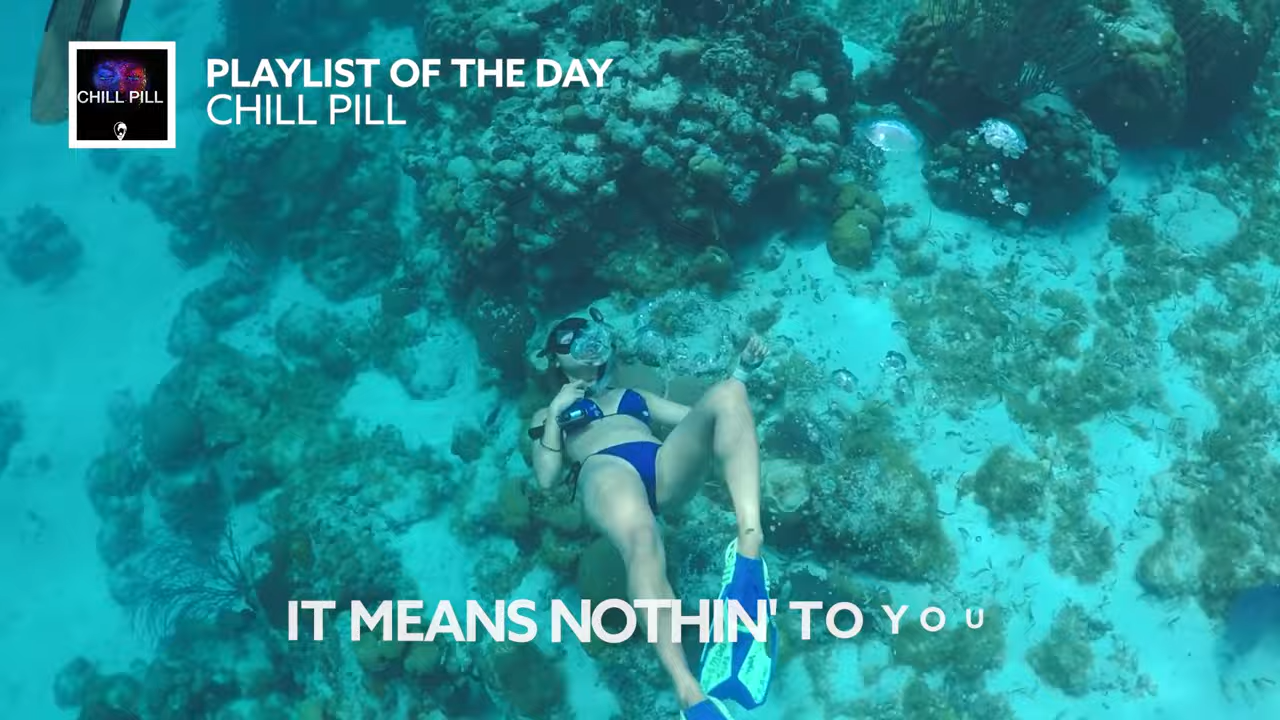 PLAYLIST OF THE DAY
CHILL PILL
CHILL PILL
IT MEANS NOTHIN' TO YOU